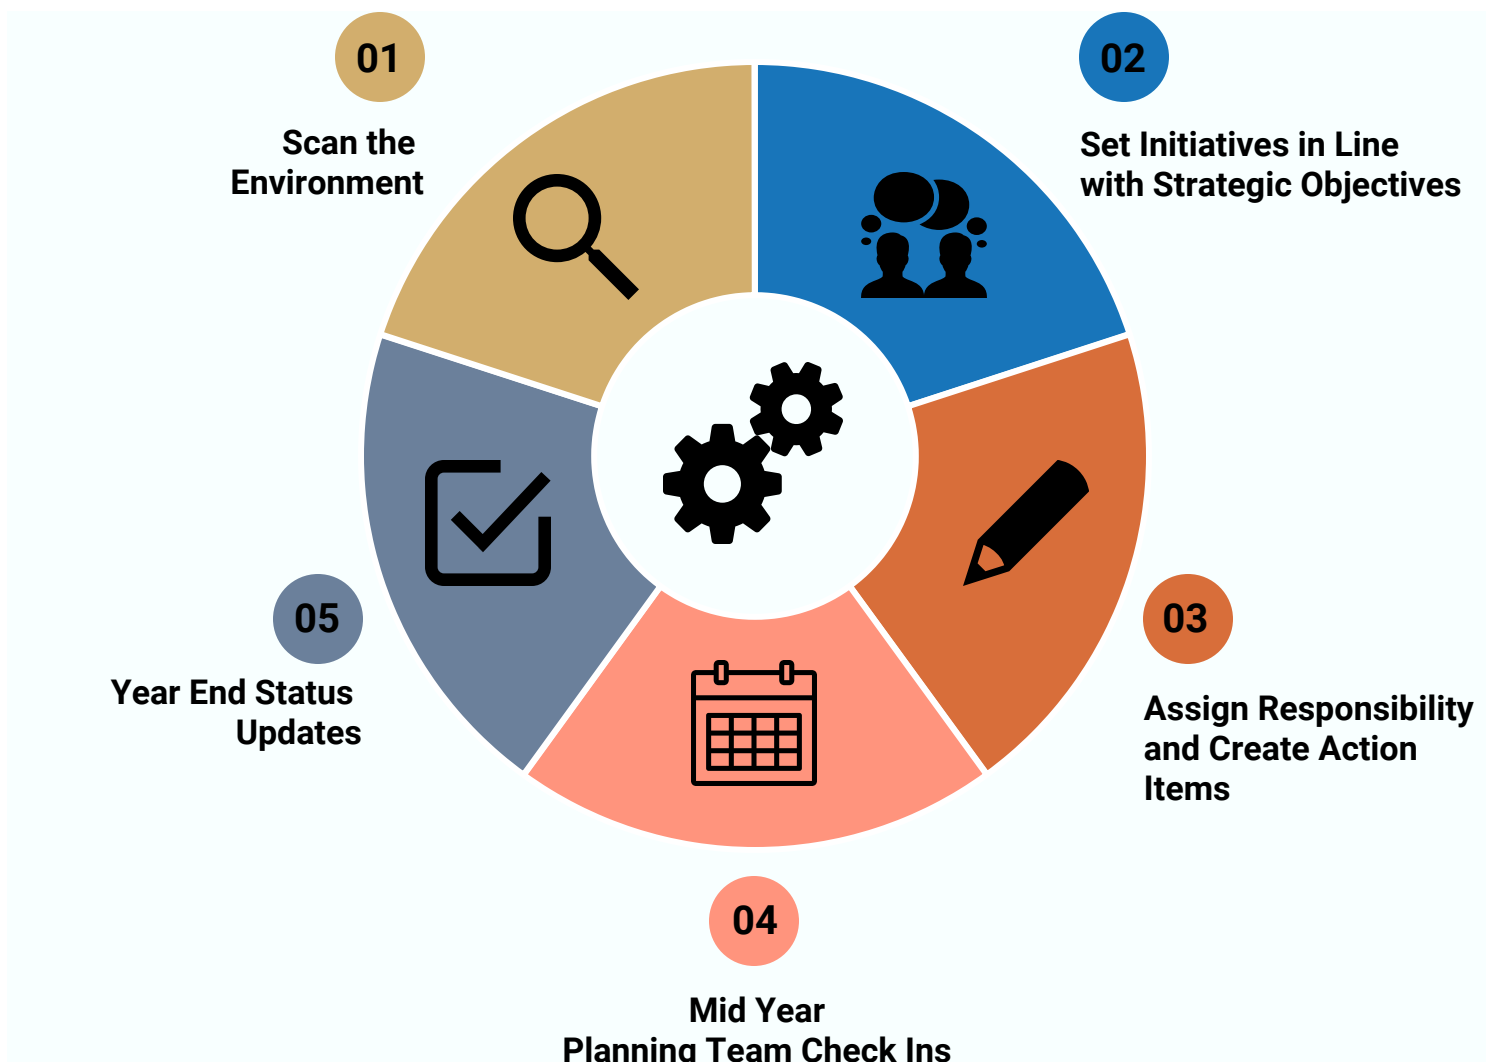 01
Scan the
Environment
02
Set Initiatives in Line
with Strategic Objectives
03
Assign Responsibility
and Create Action
Items
04
Mid Year
Planning Team Check Ins
05
Year End Status
Updates